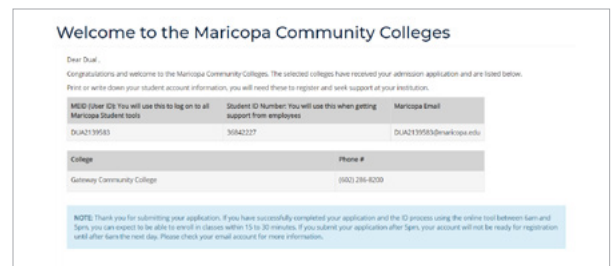 Welcome to the Maricopa Community Colleges
Dear Dual ,
Congratulations and welcome to the Maricopa Community Colleges. The selected colleges have received your admission application and are listed below.
Print or write down your student account information, you will need these to register and seek support at your institution.
MEID (User ID): You will use this to log on to all Student ID Number: You will use this when getting Maricopa Email
Maricopa Student tools support from employees
DUA2139583 36842227 DUA2139583@maricopa.edu
College Phone #
Gateway Community College (602) 286-8200
NOTE: Thank you for submitting your application. If you have successfully completed your application and the ID process using the online tool between 6am and
5pm, you can expect to be able to enroll in classes within 15 to 30 minutes. If you submit your application after 5pm, your account will not be ready for registration
until after 6am the next day. Please check your email account for more information.